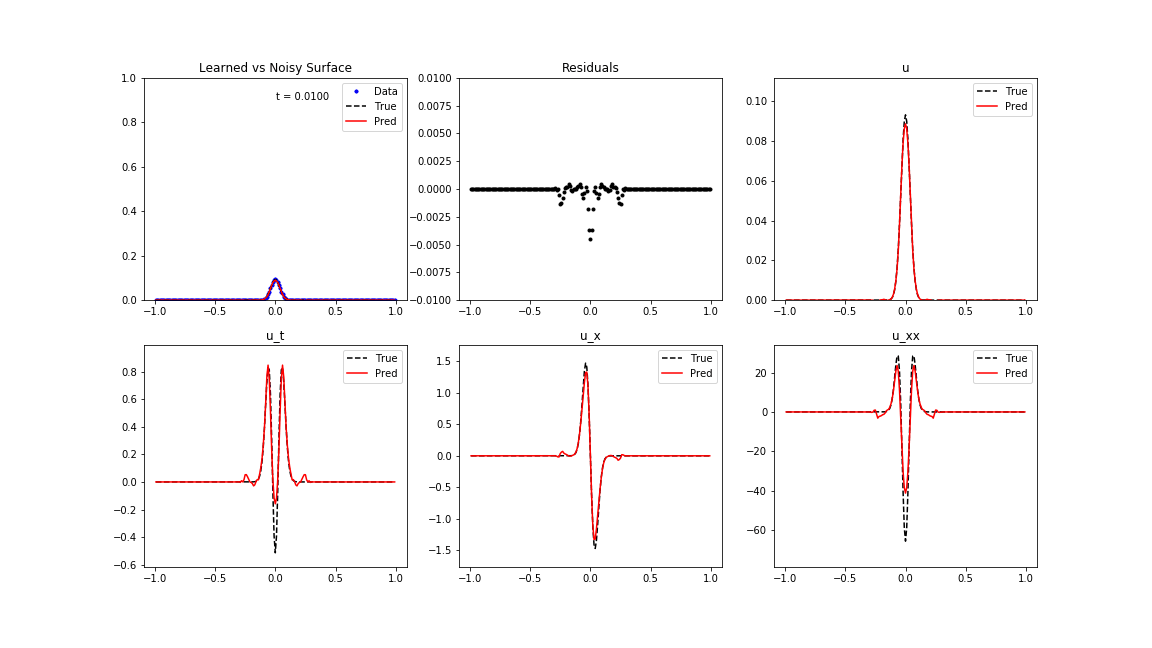 Learned vs Noisy Surface
1.0
0.8
0.6
0.4
0.2
0.0
−1.0 −0.5 0.0 0.5 1.0
t = 0.0100
Data
True
Pred
Residuals
0.0100
0.0075
0.0050
0.0025
0.0000
−0.0025
−0.0050
−0.0075
−0.0100
−1.0 −0.5 0.0 0.5 1.0
u
0.10
0.08
0.06
0.04
0.02
0.00
−1.0 −0.5 0.0 0.5 1.0
True
Pred
u_t
0.8
0.6
0.4
0.2
0.0
−0.2
−0.4
−0.6
−1.0 −0.5 0.0 0.5 1.0
True
Pred
u_x
1.5
1.0
0.5
0.0
−0.5
−1.0
−1.5
−1.0 −0.5 0.0 0.5 1.0
True
Pred
u_xx
20
0
−20
−40
−60
−1.0 −0.5 0.0 0.5 1.0
True
Pred